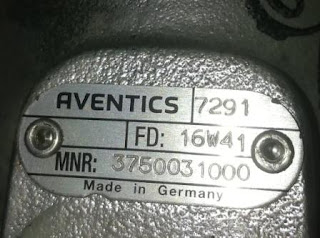 AVENTICS 7291
FD: 16W41
MNR: 3750031000
Made in Germany